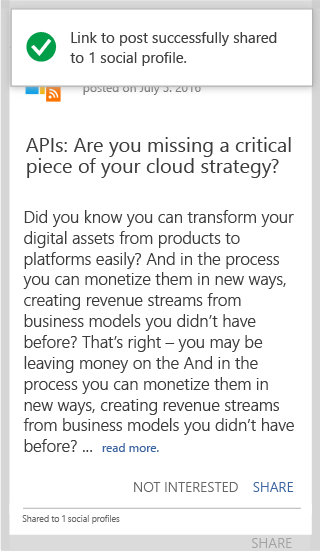 Link to post successfully shared
to 1 social profile.
posted on July 5, 2016
APIs: Are you missing a critical
piece of your cloud strategy?
Did you know you can transform your
digital assets from products to
platforms easily? And in the process
you can monetize them in new ways,
creating revenue streams from
business models you didn’t have
before? That’s right – you may be
leaving money on the And in the
process you can monetize them in
new ways, creating revenue streams
from business models you didn’t have
before? ... read more.
NOT INTERESTED SHARE
Shared to 1 social profiles
SHARE